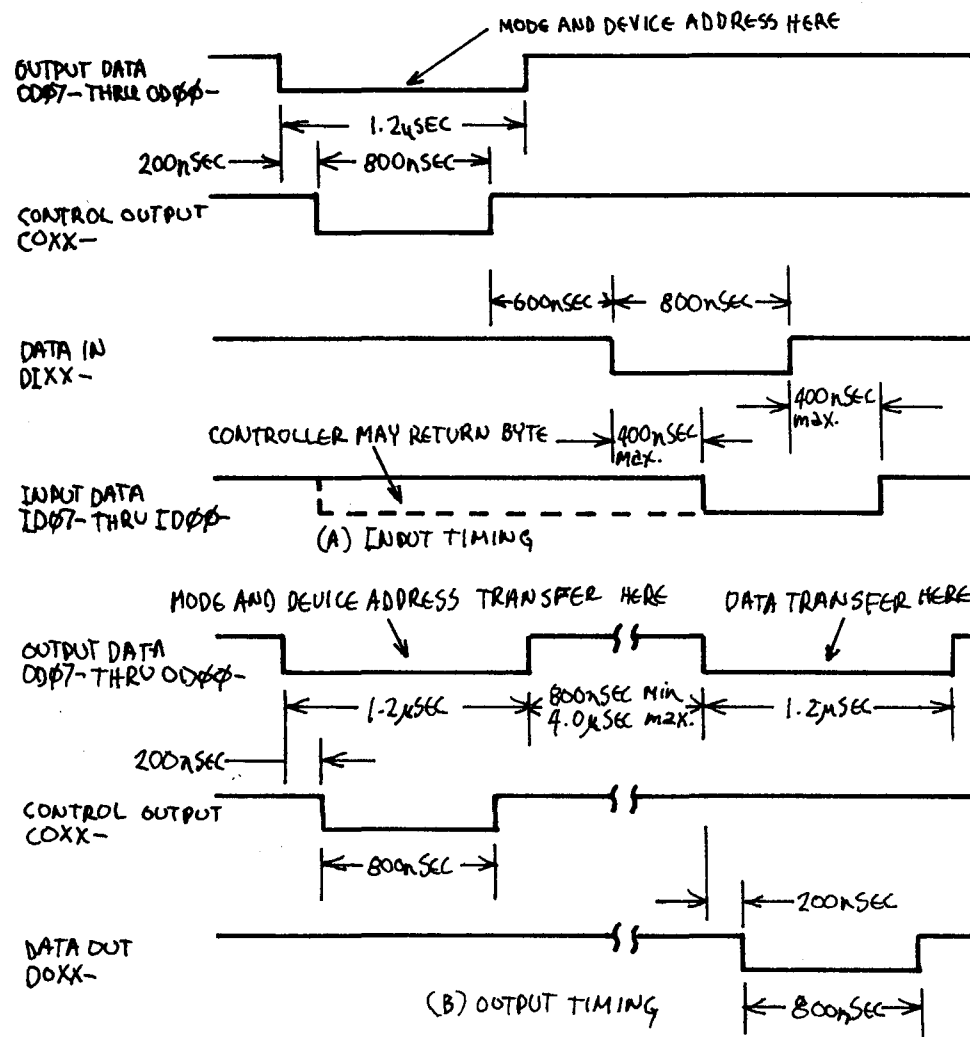 MODE AND DEVICE ADDRESS HERE
OUTPUT DATA
ODØ7- THRU ODØØ-
1.2µSEC
200nSEC
800nSEC
CONTROL OUTPUT
COXX-
600nSEC
800nSEC
DATA IN
DIXX-
400nSEC
max.
CONTROLLER MAY RETURN BYTE
400nSEC
max.
INPUT DATA
IDØ7-THRU IDØØ-
(A) INPUT TIMING
MODE AND DEVICE ADDRESS TRANSFER HERE
DATA TRANSFER HERE
OUTPUT DATA
ODØ7-THRU ODØØ-
1.2µSEC
800nSEC Min
4.0µSEC max.
1.2µSEC
200nSEC
CONTROL OUTPUT
COXX-
800nSEC
200nSEC
DATA OUT
DOXX-
(B) OUTPUT TIMING
800nSEC